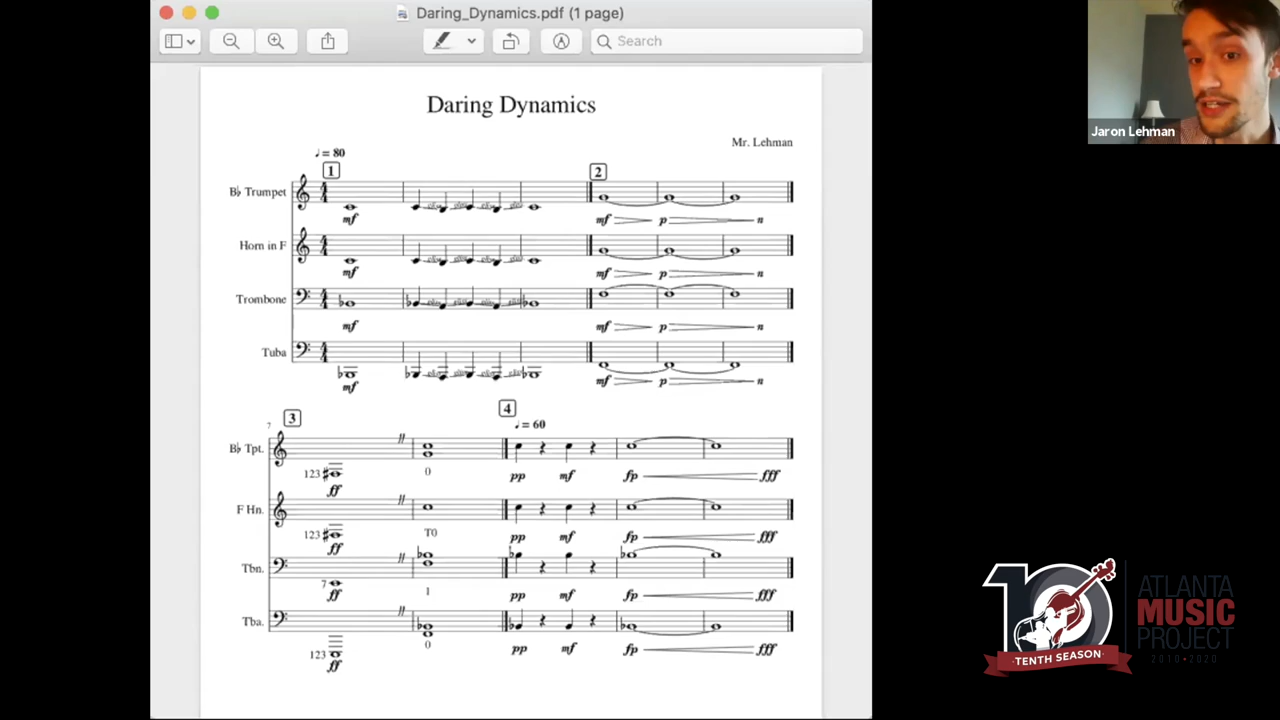 Daring_Dynamics.pdf (1 page)
Search
Jaron Lehman
Daring Dynamics
Mr. Lehman
♩ = 80
1
2
B♭ Trumpet
mf
mf p n
Horn in F
mf
mf p n
Trombone
mf
mf p n
Tuba
mf
mf p n
3
4
7
♩ = 60
B♭ Tpt.
123
0
ff
pp mf fp fff
F Hn.
123
T0
ff
pp mf fp fff
Tbn.
7
1
ff
pp mf fp fff
Tba.
123
0
ff
pp mf fp fff
10
TENTH SEASON
ATLANTA
MUSIC
PROJECT
2010•2020